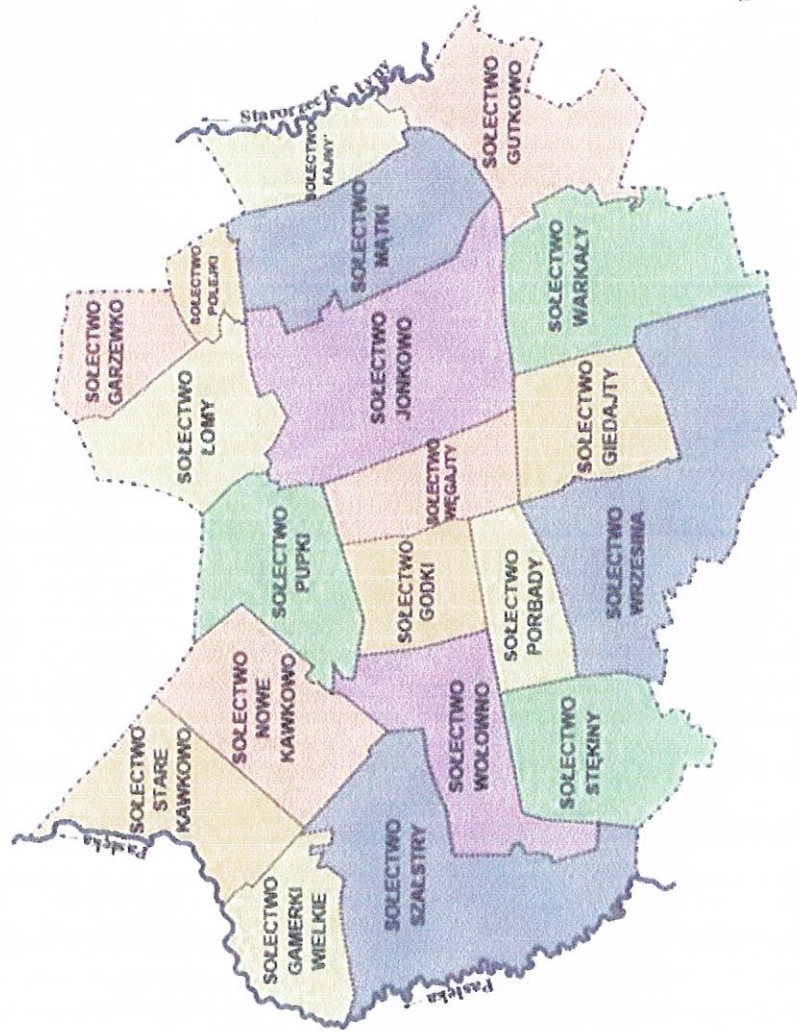 SOŁECTWO
GARZEWKO
Pasłęka
SOŁECTWO
STARE
KAWKOWO
SOŁECTWO
ŁOMY
SOŁECTWO
POLEJKI
Starorzecze Łyny
SOŁECTWO
NOWE
KAWKOWO
SOŁECTWO
GAMERKI
WIELKIE
SOŁECTWO
PUPKI
SOŁECTWO
KAJNY
SOŁECTWO
MĄTKI
SOŁECTWO
JONKOWO
SOŁECTWO
SZAŁSTRY
SOŁECTWO
GODKI
SOŁECTWO
WĘGAJTY
SOŁECTWO
WOŁOWNO
Pasłęka
SOŁECTWO
GUTKOWO
SOŁECTWO
PORBADY
SOŁECTWO
WARKAŁY
SOŁECTWO
STĘKINY
SOŁECTWO
GIEDAJTY
SOŁECTWO
WRZESINA